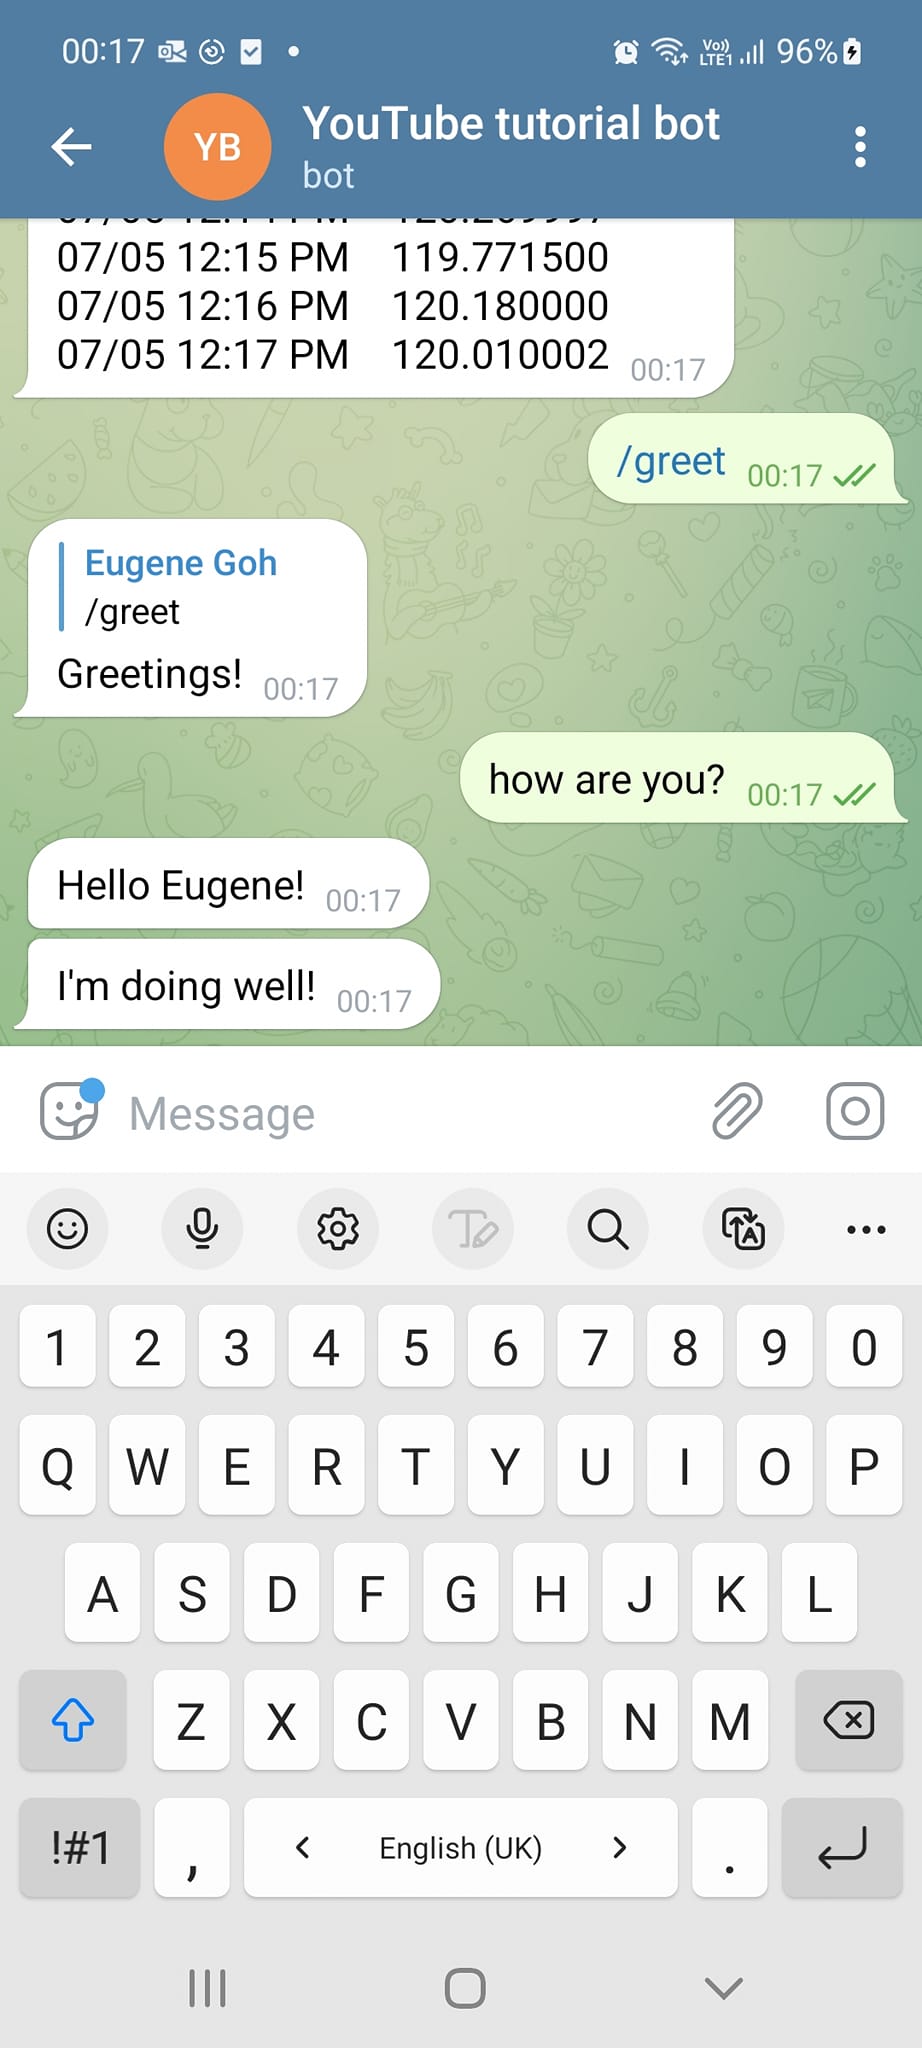 00:17
Vo)) LTE1 96%
YB
YouTube tutorial bot
bot
07/05 12:15 PM 119.771500
07/05 12:16 PM 120.180000
07/05 12:17 PM 120.010002 00:17
/greet 00:17
Eugene Goh
/greet
Greetings! 00:17
how are you? 00:17
Hello Eugene! 00:17
I'm doing well! 00:17
Message
1 2 3 4 5 6 7 8 9 0
Q W E R T Y U I O P
A S D F G H J K L
Z X C V B N M
!#1 , < English (UK) > .